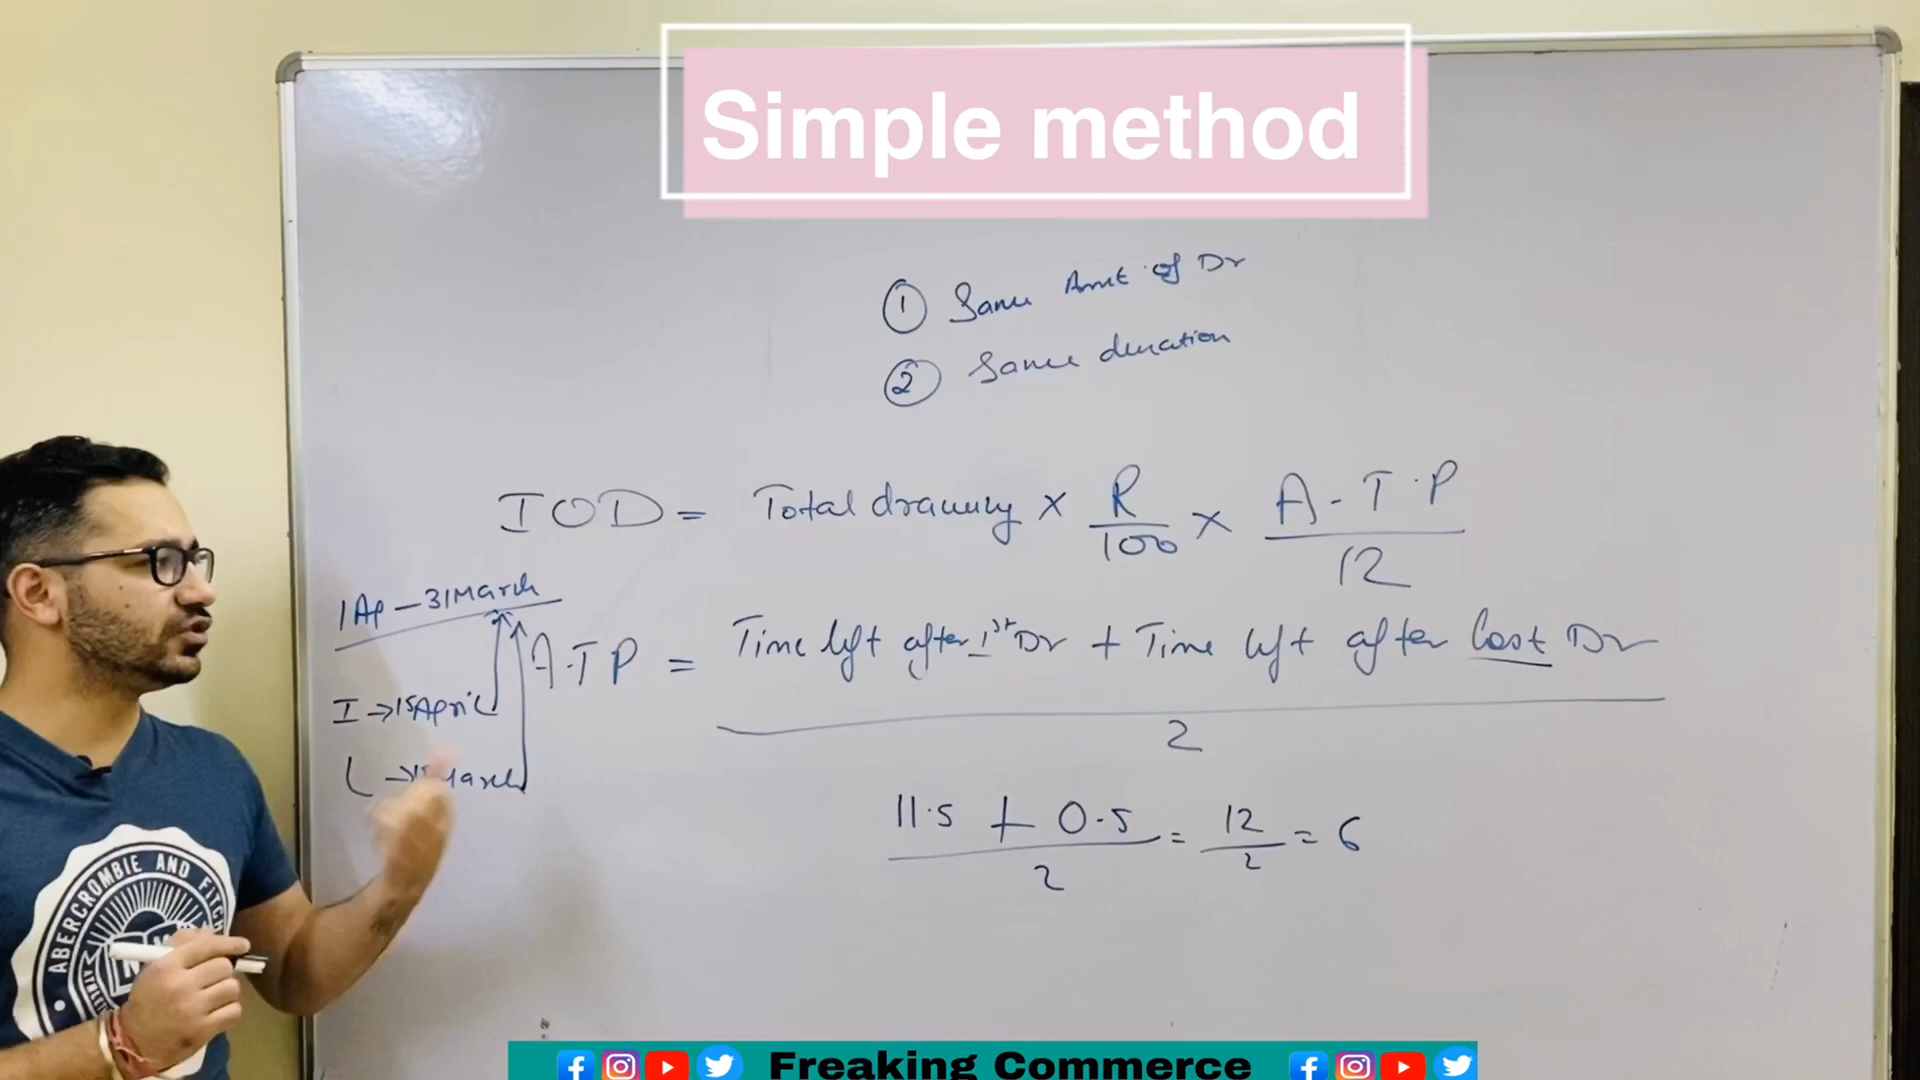 Simple method
① Same Amt of Dr
② Same duration
IOD = Total drawing × R/100 × A.T.P/12
1Ap - 31March
A.T.P = Time left after 1st Dr + Time left after last Dr / 2
I → 15April
L → 15 March
11.5 + 0.5 / 2 = 12/2 = 6
ABERCROMBIE AND FITCH
Freaking Commerce